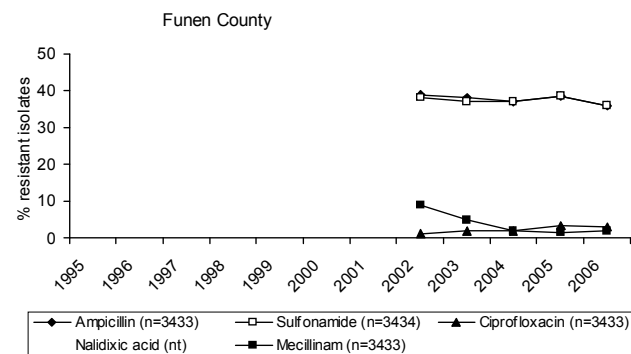 Funen County
% resistant isolates
50
40
30
20
10
0
1995 1996 1997 1998 1999 2000 2001 2002 2003 2004 2005 2006
Ampicillin (n=3433) Sulfonamide (n=3434) Ciprofloxacin (n=3433)
Nalidixic acid (nt) Mecillinam (n=3433)